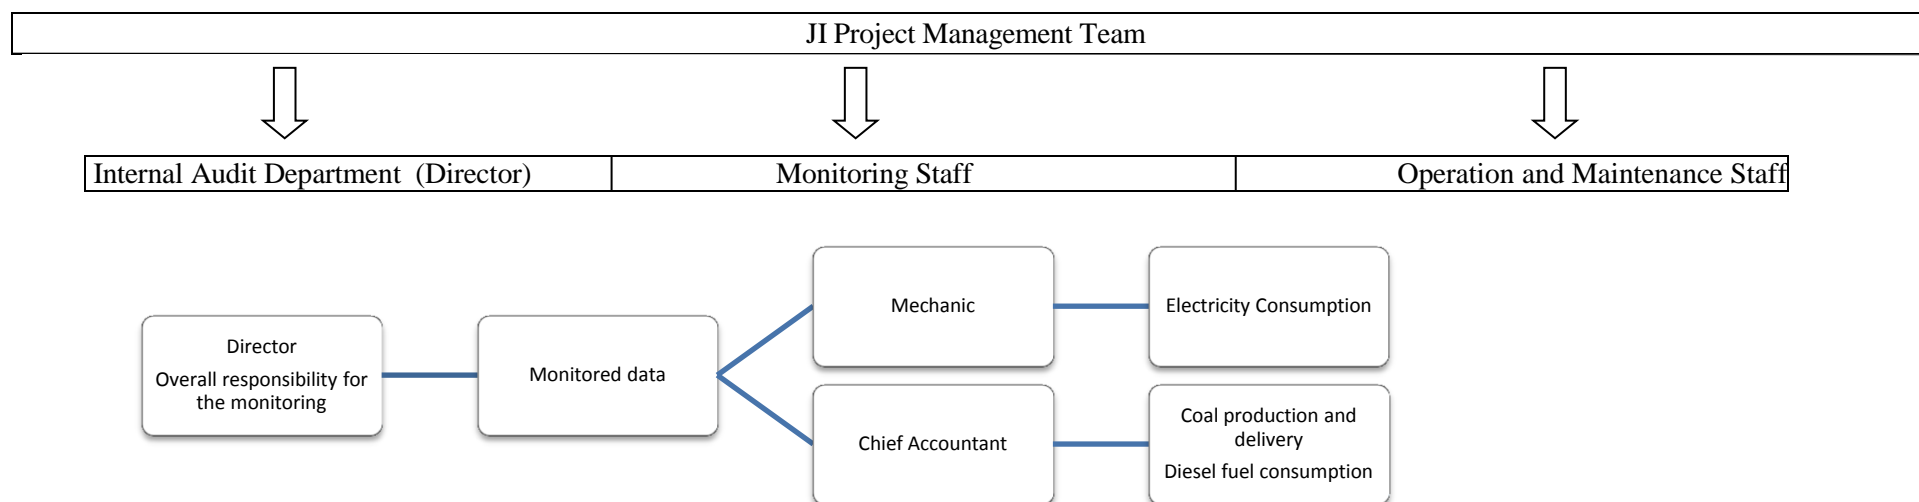 JI Project Management Team
Internal Audit Department (Director)
Monitoring Staff
Operation and Maintenance Staff
Director
Overall responsibility for
the monitoring
Monitored data
Mechanic
Electricity Consumption
Chief Accountant
Coal production and
delivery
Diesel fuel consumption